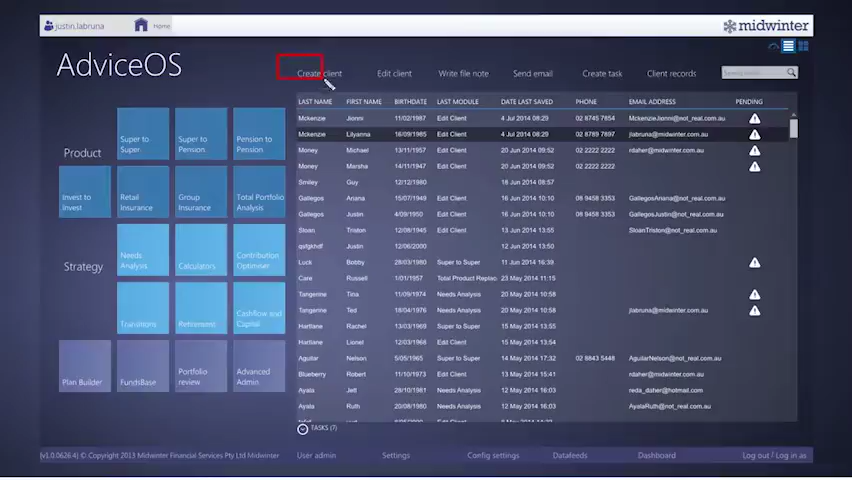 justin.labruna
Home
midwinter
AdviceOS
Create client
Edit client
Write file note
Send email
Create task
Client records
LAST NAME FIRST NAME BIRTHDATE LAST MODULE DATE LAST SAVED PHONE EMAIL ADDRESS PENDING
Mckenzie Jionni 11/02/1987 Edit Client 4 Jul 2014 08:29 02 8745 7854 MckenzieJionni@not_real.com.au
Mckenzie Lilyanna 16/09/1985 Edit Client 4 Jul 2014 08:29 02 8789 7897 jlabruna@midwinter.com.au
Money Michael 13/11/1957 Edit Client 20 Jun 2014 09:52 02 2222 2222 rdaher@midwinter.com.au
Money Marsha 14/11/1947 Edit Client 20 Jun 2014 09:52 02 2222 2222
Smiley Guy 12/12/1980 18 Jun 2014 08:57
Gallegos Ariana 15/07/1949 Edit Client 16 Jun 2014 10:10 08 9458 3353 GallegosAriana@not_real.com.au
Gallegos Justin 4/09/1950 Edit Client 16 Jun 2014 10:10 08 9458 3353 GallegosJustin@not_real.com.au
Sloan Triston 12/08/1945 Edit Client 13 Jun 2014 13:55 SloanTriston@not_real.com.au
qsfgkhdf Justin 12/06/2000 12 Jun 2014 13:50
Luck Bobby 28/03/1980 Super to Super 11 Jun 2014 16:39
Care Russell 1/01/1957 Total Product Replac. 23 May 2014 11:15
Tangerine Tina 11/09/1974 Needs Analysis 20 May 2014 10:58
Tangerine Ted 18/04/1976 Needs Analysis 20 May 2014 10:58 jlabruna@midwinter.com.au
Hartlane Rachel 13/03/1969 Super to Super 15 May 2014 13:55
Hartlane Lionel 12/03/1968 Edit Client 15 May 2014 13:54
Aguilar Nelson 5/05/1965 Super to Super 14 May 2014 17:32 02 8843 5448 AguilarNelson@not_real.com.au
Blueberry Robert 11/10/1973 Edit Client 13 May 2014 15:41 rdaher@midwinter.com.au
Ayala Jett 28/10/1981 Needs Analysis 12 May 2014 16:03 reda_daher@hotmail.com
Ayala Ruth 20/08/1980 Needs Analysis 12 May 2014 16:03 AyalaRuth@not_real.com.au
TASKS (7)
Product
Super to Super
Super to Pension
Pension to Pension
Invest to Invest
Retail Insurance
Group Insurance
Total Portfolio Analysis
Strategy
Needs Analysis
Calculators
Contribution Optimiser
Transitions
Retirement
Cashflow and Capital
Plan Builder
FundsBase
Portfolio review
Advanced Admin
(v1.0.0626.4) © Copyright 2013 Midwinter Financial Services Pty Ltd Midwinter
User admin
Settings
Config settings
Datafeeds
Dashboard
Log out / Log in as